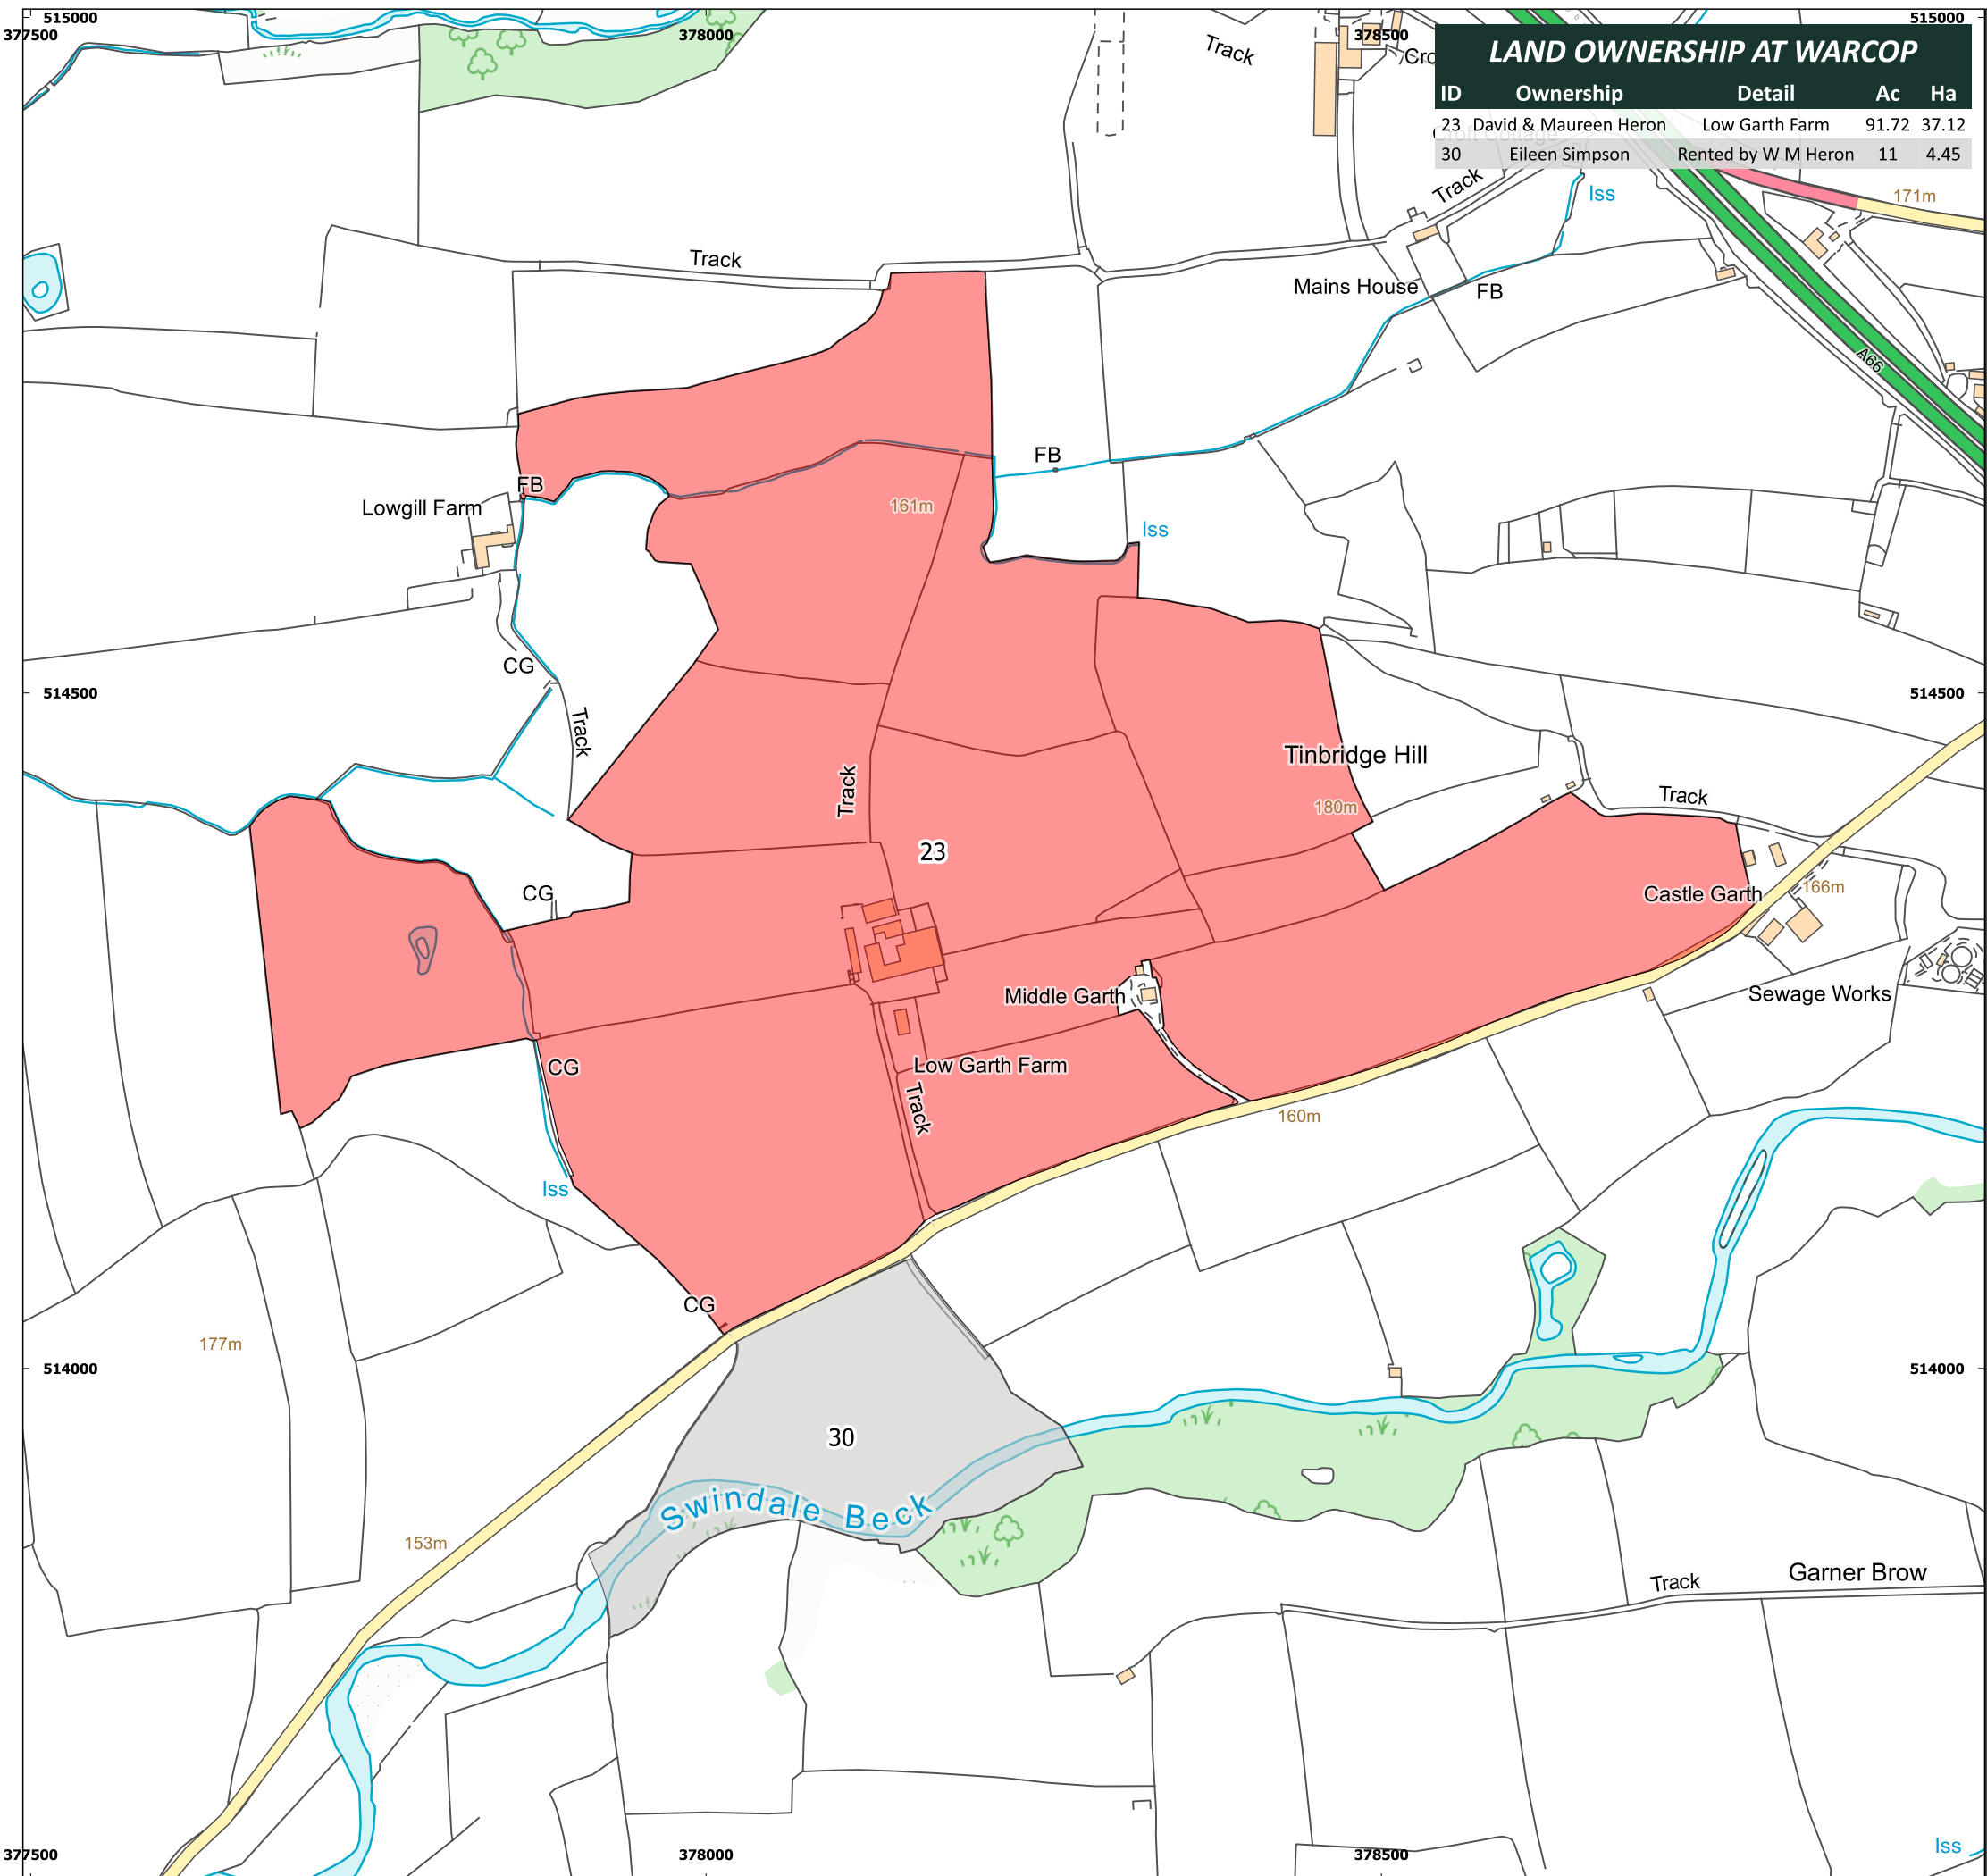 515000
377500
378000
378500
515000
Track
Cro
LAND OWNERSHIP AT WARCOP
ID Ownership Detail Ac Ha
23 David & Maureen Heron Low Garth Farm 91.72 37.12
30 Eileen Simpson Rented by W M Heron 11 4.45
Track
Iss
171m
Track
Mains House
FB
A66
FB
FB
Lowgill Farm
161m
Iss
CG
514500
514500
Track
Tinbridge Hill
Track
180m
Track
23
CG
Castle Garth
166m
Middle Garth
Sewage Works
CG
Low Garth Farm
Track
160m
Iss
CG
177m
514000
514000
30
Swindale Beck
153m
Garner Brow
Track
377500
378000
378500
Iss